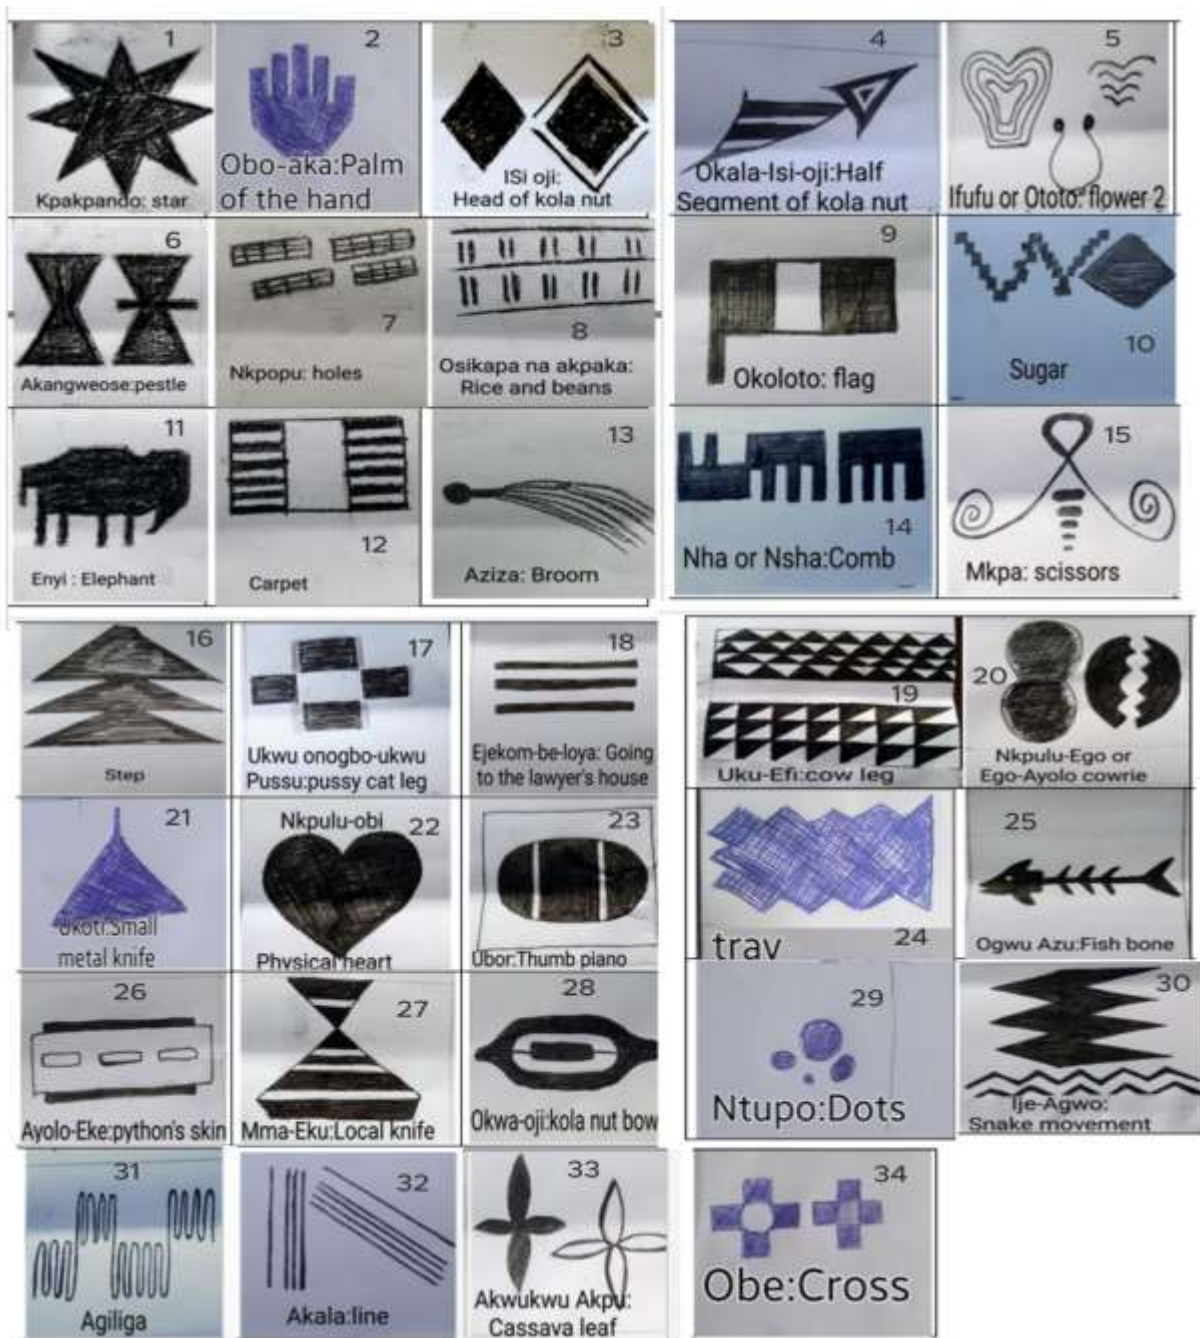 1
Kpakpando: star
2
Obo-aka:Palm
of the hand
3
ISi oji:
Head of kola nut
4
Okala-Isi-oji:Half
Segment of kola nut
5
Ifufu or Ototo: flower 2
6
Akangweose:pestle
7
Nkpopu: holes
8
Osikapa na akpaka:
Rice and beans
9
Okoloto: flag
10
Sugar
11
Enyi : Elephant
12
Carpet
13
Aziza: Broom
14
Nha or Nsha:Comb
15
Mkpa: scissors
16
Step
17
Ukwu onogbo-ukwu
Pussu:pussy cat leg
18
Ejekom-be-loya: Going
to the lawyer's house
19
Uku-Efi:cow leg
20
Nkpulu-Ego or
Ego-Ayolo cowrie
21
Ukoti:Small
metal knife
Nkpulu-obi
22
Physical heart
23
Ubor:Thumb piano
24
tray
25
Ogwu Azu:Fish bone
26
Ayolo-Eke:python's skin
27
Mma-Eku:Local knife
28
Okwa-oji:kola nut bow
29
Ntupo:Dots
30
Ije-Agwo:
Snake movement
31
Agiliga
32
Akala:line
33
Akwukwu Akpu:
Cassava leaf
34
Obe:Cross